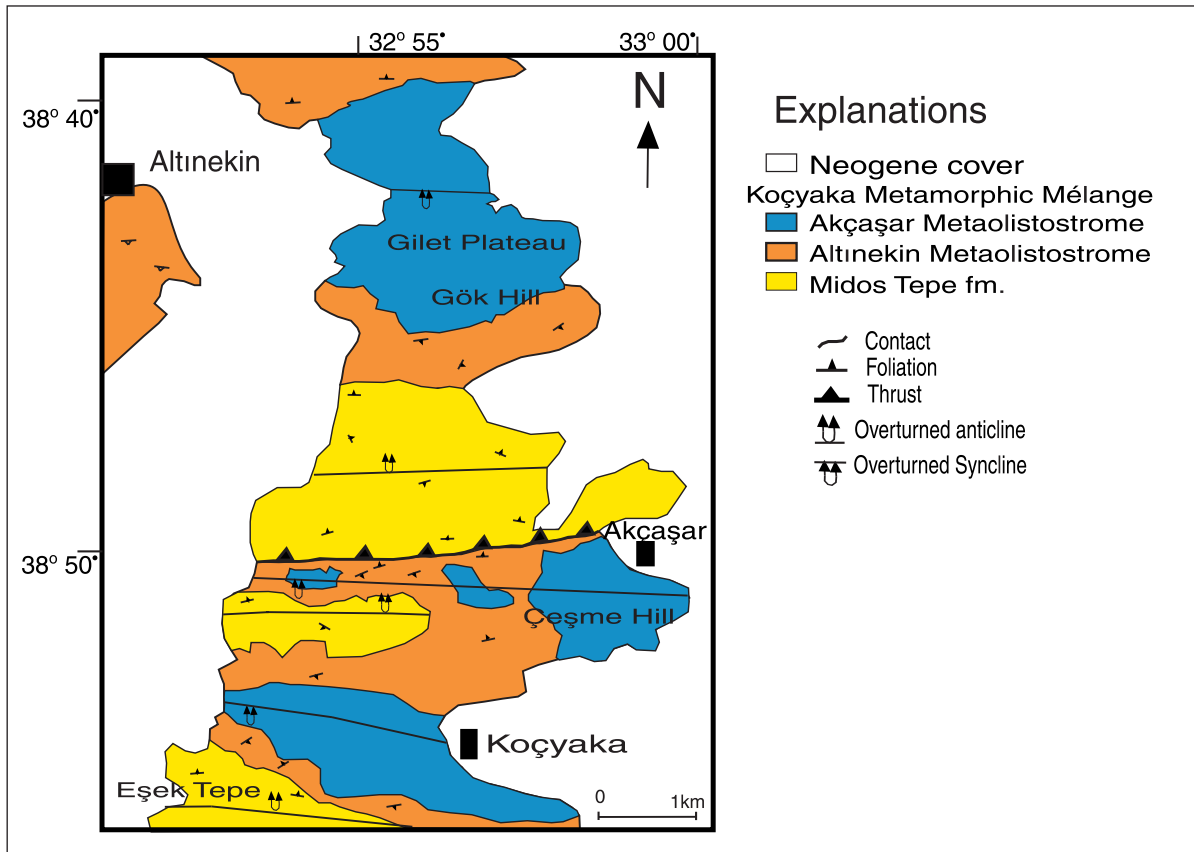 32° 55' 33° 00'
38° 40'
N
Altınekin
Gilet Plateau
Gök Hill
Akçaşar
38° 50'
Çeşme Hill
Koçyaka
Eşek Tepe
0 1km
Explanations
Neogene cover
Koçyaka Metamorphic Mélange
Akçaşar Metaolistostrome
Altınekin Metaolistostrome
Midos Tepe fm.
Contact
Foliation
Thrust
Overturned anticline
Overturned Syncline